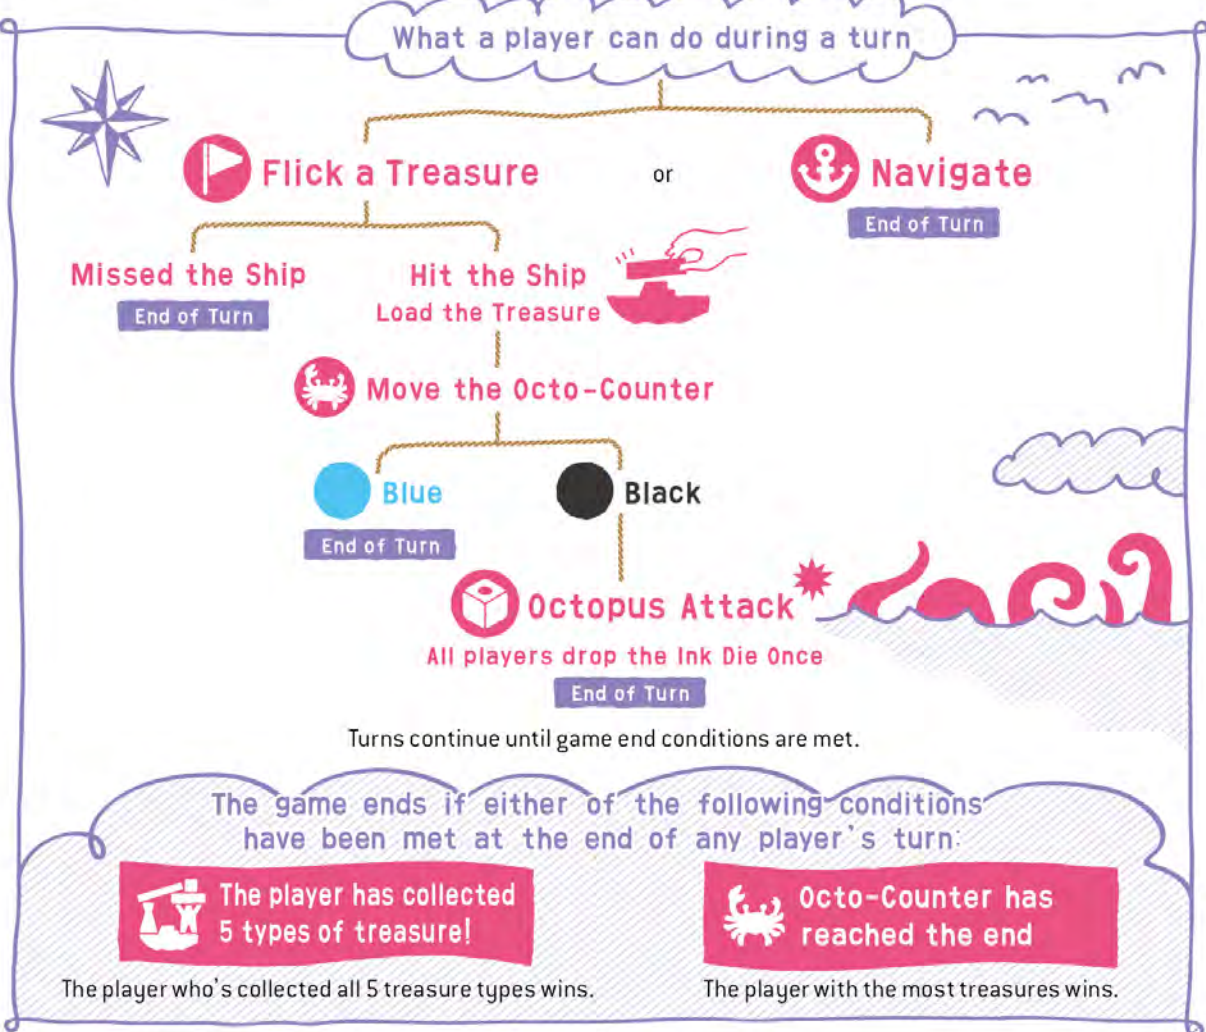 What a player can do during a turn
Flick a Treasure
or
Navigate
End of Turn
Missed the Ship
End of Turn
Hit the Ship
Load the Treasure
Move the Octo-Counter
Blue
End of Turn
Black
Octopus Attack
All players drop the Ink Die Once
End of Turn
Turns continue until game end conditions are met.
The game ends if either of the following conditions
have been met at the end of any player's turn:
The player has collected
5 types of treasure!
The player who's collected all 5 treasure types wins.
Octo-Counter has
reached the end
The player with the most treasures wins.